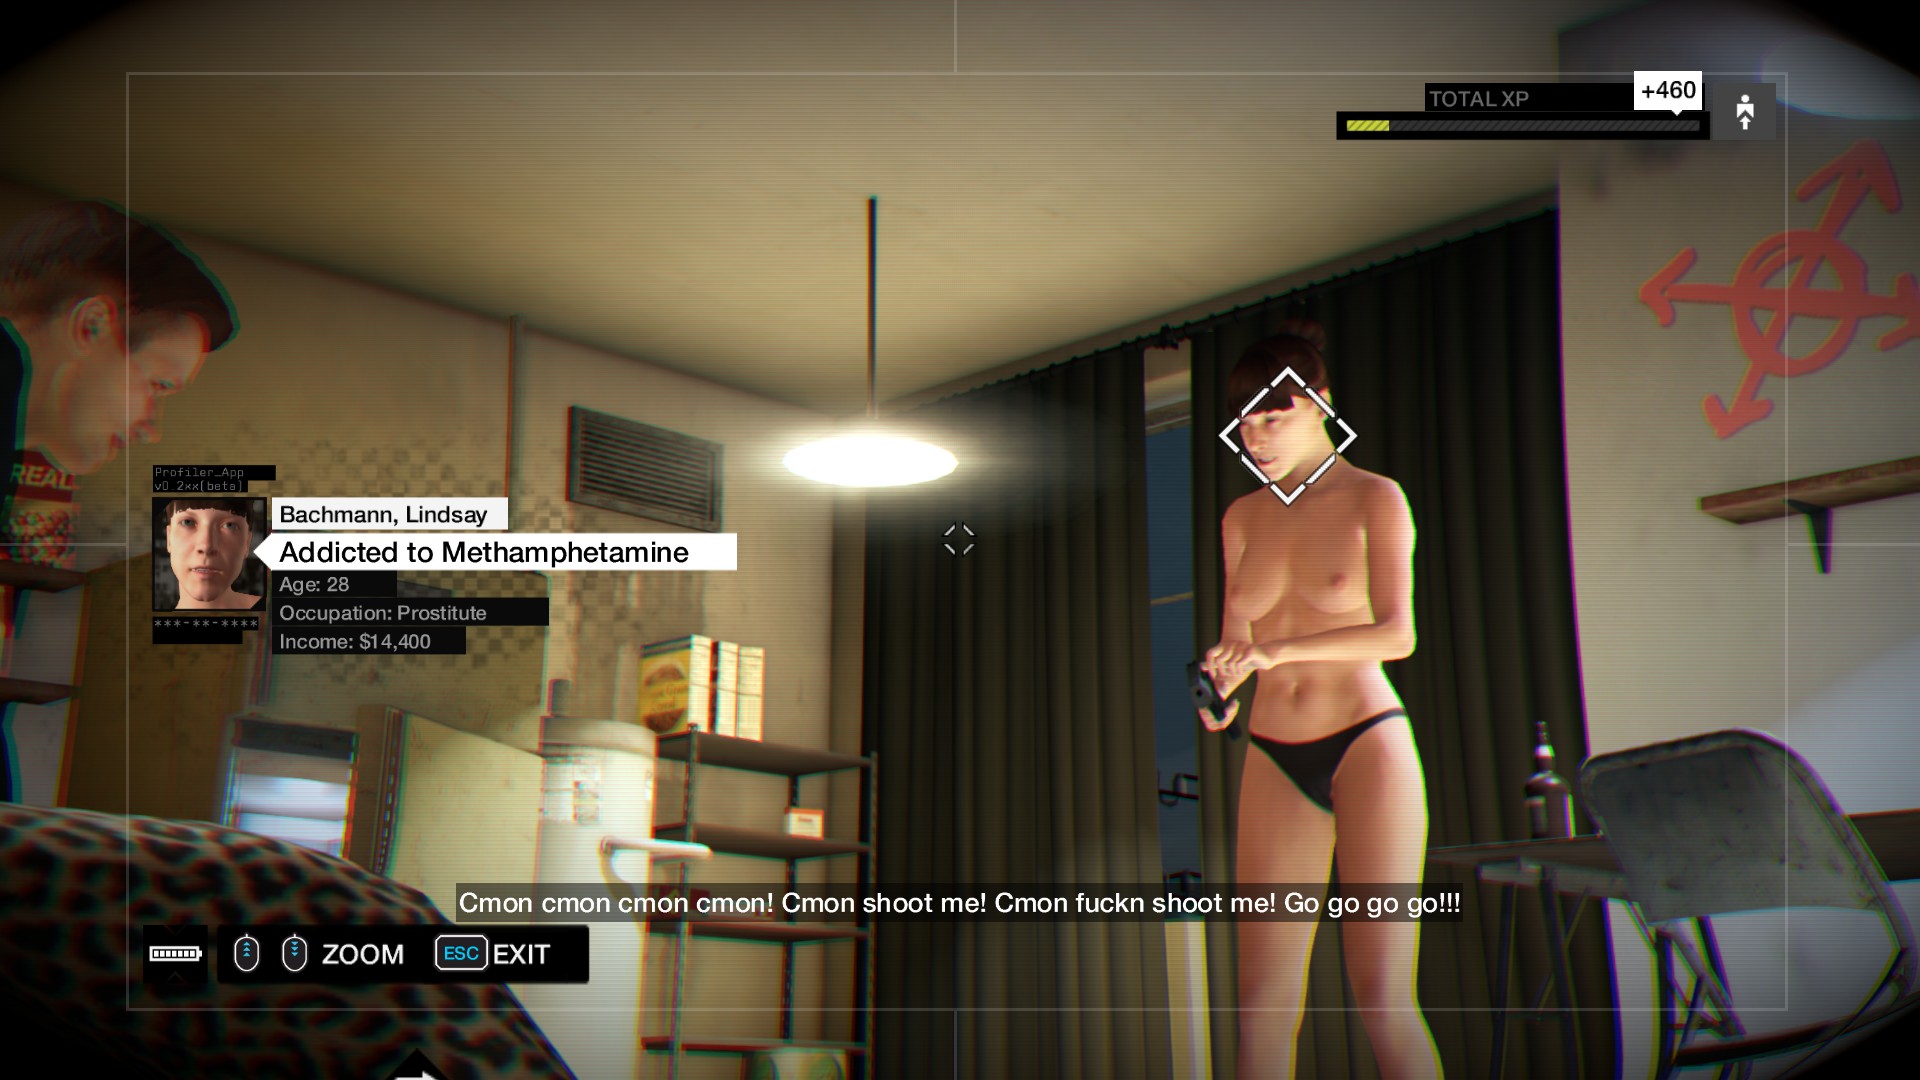 TOTAL XP
+460
REAL
Profiler_App
v0.2xx[beta]
Bachmann, Lindsay
Addicted to Methamphetamine
Age: 28
Occupation: Prostitute
Income: $14,400
***-**-****
Cmon cmon cmon cmon! Cmon shoot me! Cmon fuckn shoot me! Go go go go!!!
ZOOM
ESC EXIT